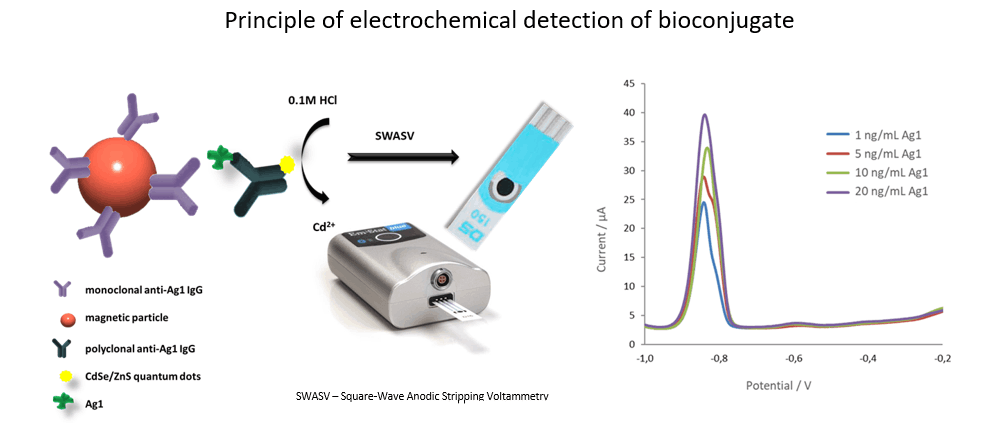 Principle of electrochemical detection of bioconjugate
0.1M HCl
SWASV
Cd2+
DS
150
Em-Stat blue
monoclonal anti-Ag1 IgG
magnetic particle
polyclonal anti-Ag1 IgG
CdSe/ZnS quantum dots
Ag1
SWASV – Square-Wave Anodic Stripping Voltammetry
45
40
35
30
25
20
15
10
5
0
Current / µA
1 ng/mL Ag1
5 ng/mL Ag1
10 ng/mL Ag1
20 ng/mL Ag1
-1,0
-0,8
-0,6
-0,4
-0,2
Potential / V